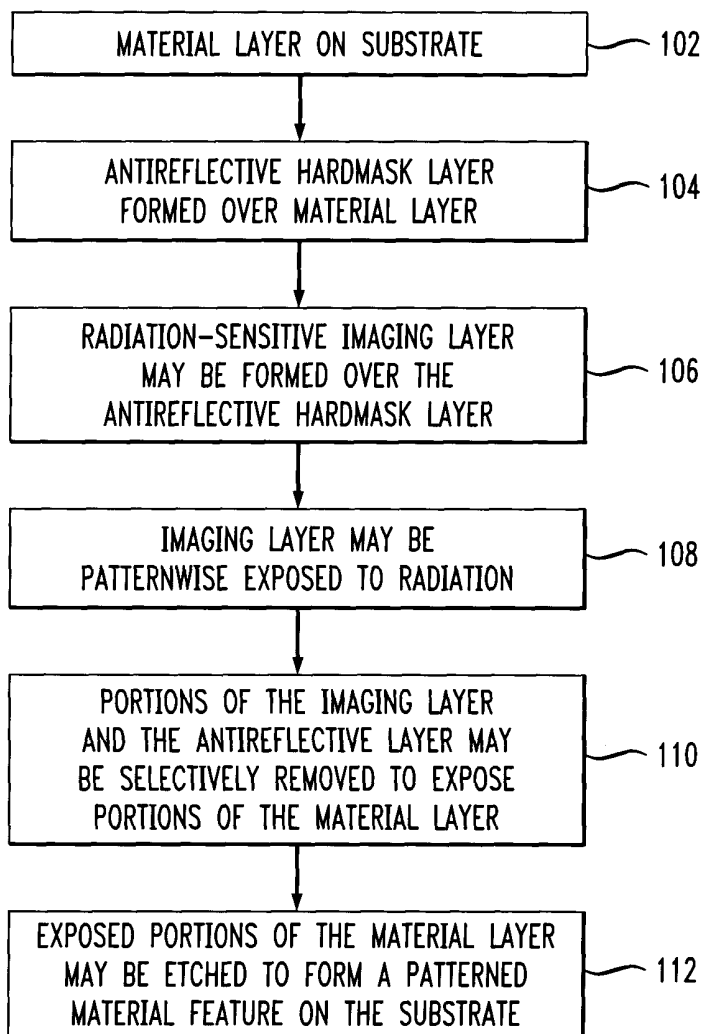 MATERIAL LAYER ON SUBSTRATE
102
ANTIREFLECTIVE HARDMASK LAYER
FORMED OVER MATERIAL LAYER
104
RADIATION-SENSITIVE IMAGING LAYER
MAY BE FORMED OVER THE
ANTIREFLECTIVE HARDMASK LAYER
106
IMAGING LAYER MAY BE
PATTERNWISE EXPOSED TO RADIATION
108
PORTIONS OF THE IMAGING LAYER
AND THE ANTIREFLECTIVE LAYER MAY
BE SELECTIVELY REMOVED TO EXPOSE
PORTIONS OF THE MATERIAL LAYER
110
EXPOSED PORTIONS OF THE MATERIAL LAYER
MAY BE ETCHED TO FORM A PATTERNED
MATERIAL FEATURE ON THE SUBSTRATE
112